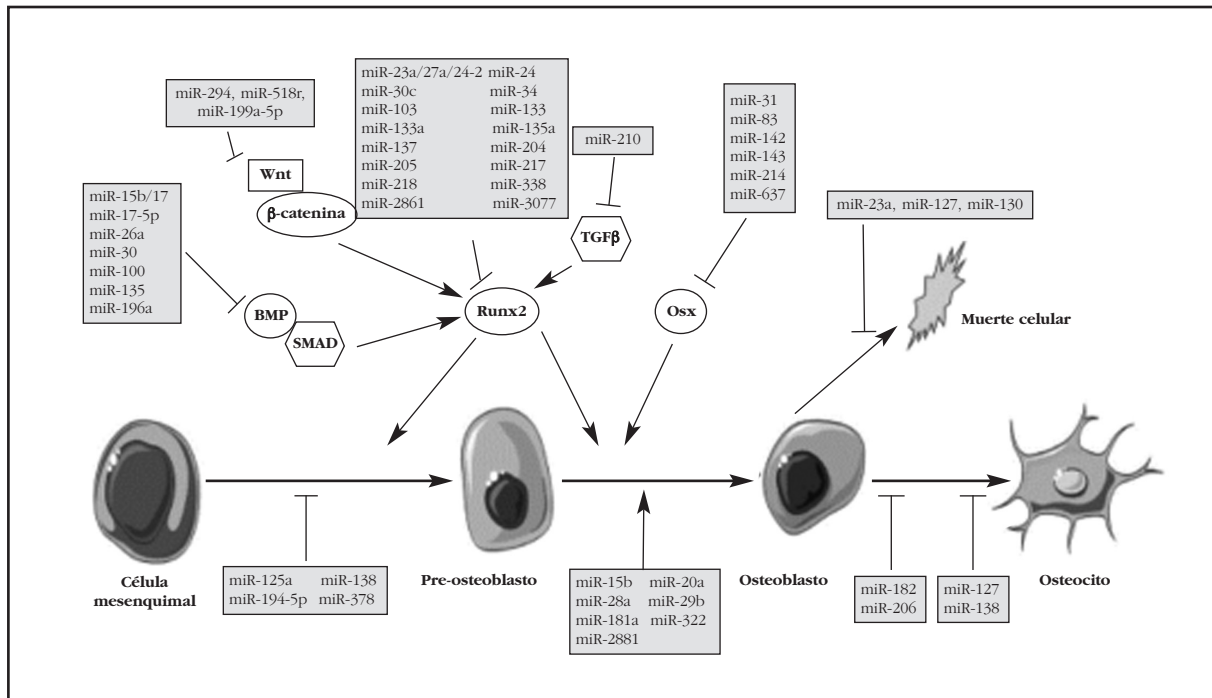 miR-294, miR-518r,
miR-199a-5p
Wnt
β-catenina
miR-23a/27a/24-2 miR-24
miR-30c miR-34
miR-103 miR-133
miR-133a miR-135a
miR-137 miR-204
miR-205 miR-217
miR-218 miR-338
miR-2861 miR-3077
miR-210
TGFβ
miR-31
miR-83
miR-142
miR-143
miR-214
miR-637
miR-23a, miR-127, miR-130
miR-15b/17
miR-17-5p
miR-26a
miR-30
miR-100
miR-135
miR-196a
BMP
SMAD
Runx2
Osx
Muerte celular
Célula
mesenquimal
miR-125a miR-138
miR-194-5p miR-378
Pre-osteoblasto
miR-15b miR-20a
miR-28a miR-29b
miR-181a miR-322
miR-2881
Osteoblasto
miR-182
miR-206
miR-127
miR-138
Osteocito